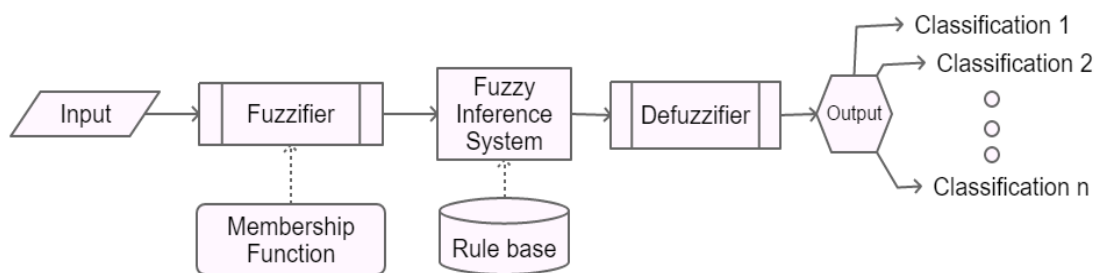 Classification 1
Classification 2
Input
Fuzzifier
Fuzzy
Inference
System
Defuzzifier
Output
Classification n
Membership
Function
Rule base